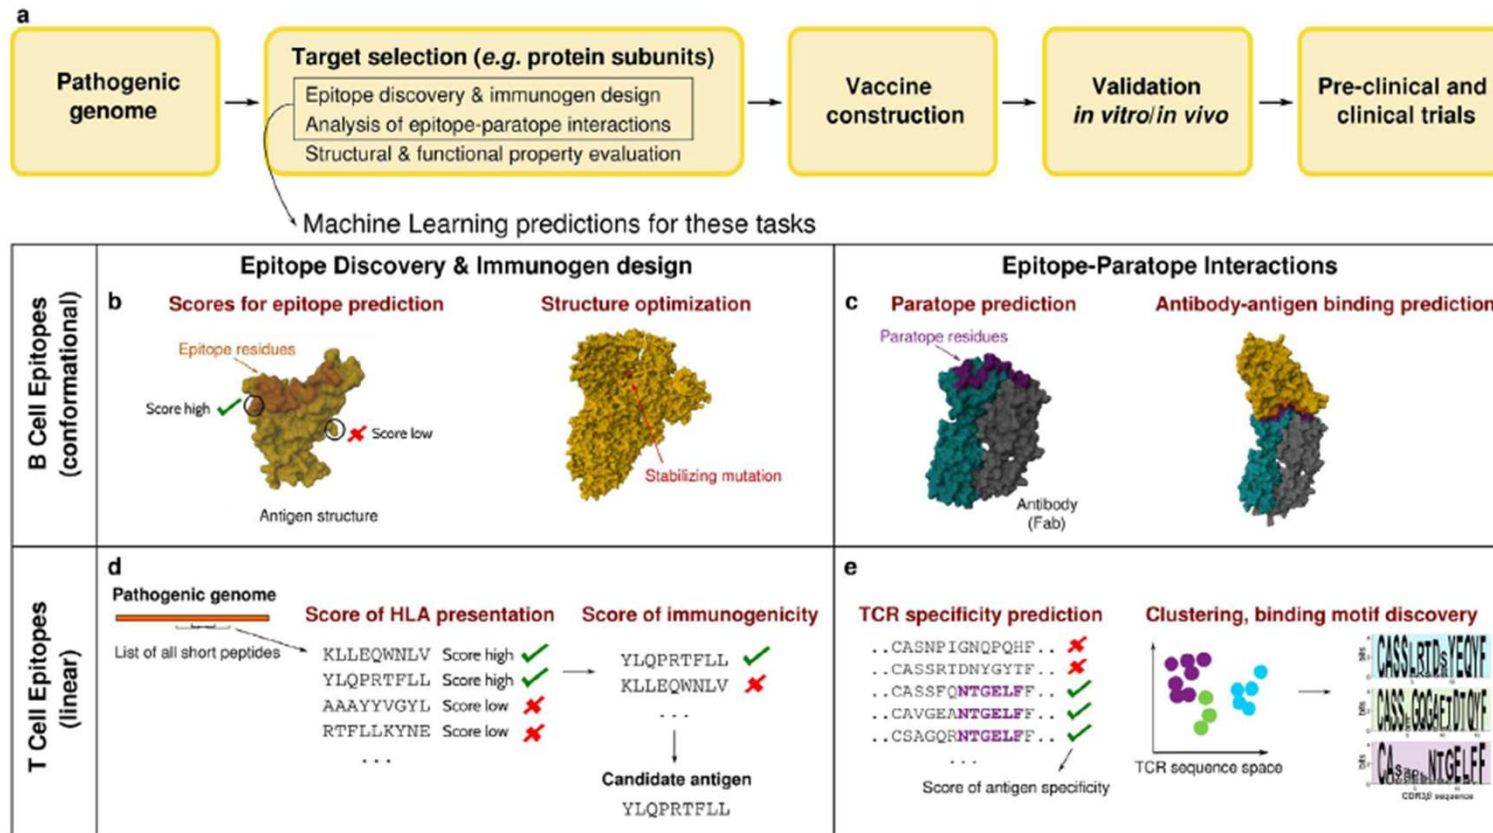 a
Pathogenic
genome
Target selection (e.g. protein subunits)
Epitope discovery & immunogen design
Analysis of epitope-paratope interactions
Structural & functional property evaluation
Vaccine
construction
Validation
in vitro/in vivo
Pre-clinical and
clinical trials
Machine Learning predictions for these tasks
Epitope Discovery & Immunogen design
Epitope-Paratope Interactions
B Cell Epitopes
(conformational)
b
Scores for epitope prediction
Structure optimization
Epitope residues
Score high
Score low
Stabilizing mutation
Antigen structure
c
Paratope prediction
Antibody-antigen binding prediction
Paratope residues
Antibody
(Fab)
T Cell Epitopes
(linear)
d
Pathogenic genome
List of all short peptides
Score of HLA presentation
KLLEQWNLV Score high
YLQPRTFLL Score high
AAAYYVGYL Score low
RTFLLKYNE Score low
...
Score of immunogenicity
YLQPRTFLL
KLLEQWNLV
...
Candidate antigen
YLQPRTFLL
e
TCR specificity prediction
..CASNPIGNQPQHF..
..CASSRTDNYGYTF..
..CASSFQNTGELFF..
..CAVGEANTGELFF..
..CSAGQRNTGELFF..
...
Score of antigen specificity
Clustering, binding motif discovery
TCR sequence space
bits
bits
bits
CDR3β sequence